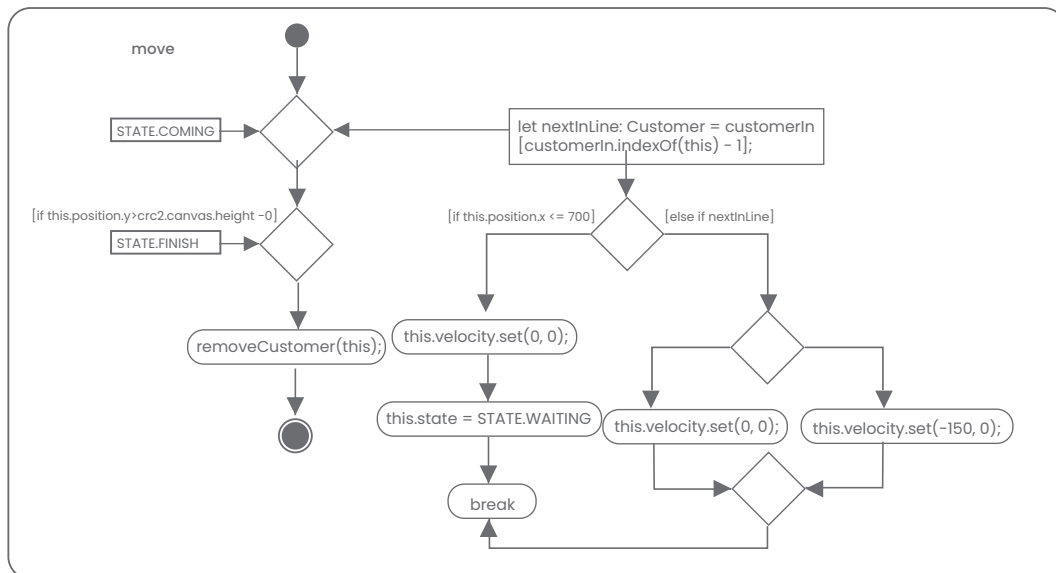 move
STATE.COMING
let nextInLine: Customer = customerIn
[customerIn.indexOf(this) - 1];
[if this.position.y>crc2.canvas.height -0]
STATE.FINISH
[if this.position.x <= 700]
[else if nextInLine]
removeCustomer(this);
this.velocity.set(0, 0);
this.state = STATE.WAITING
this.velocity.set(0, 0);
this.velocity.set(-150, 0);
break